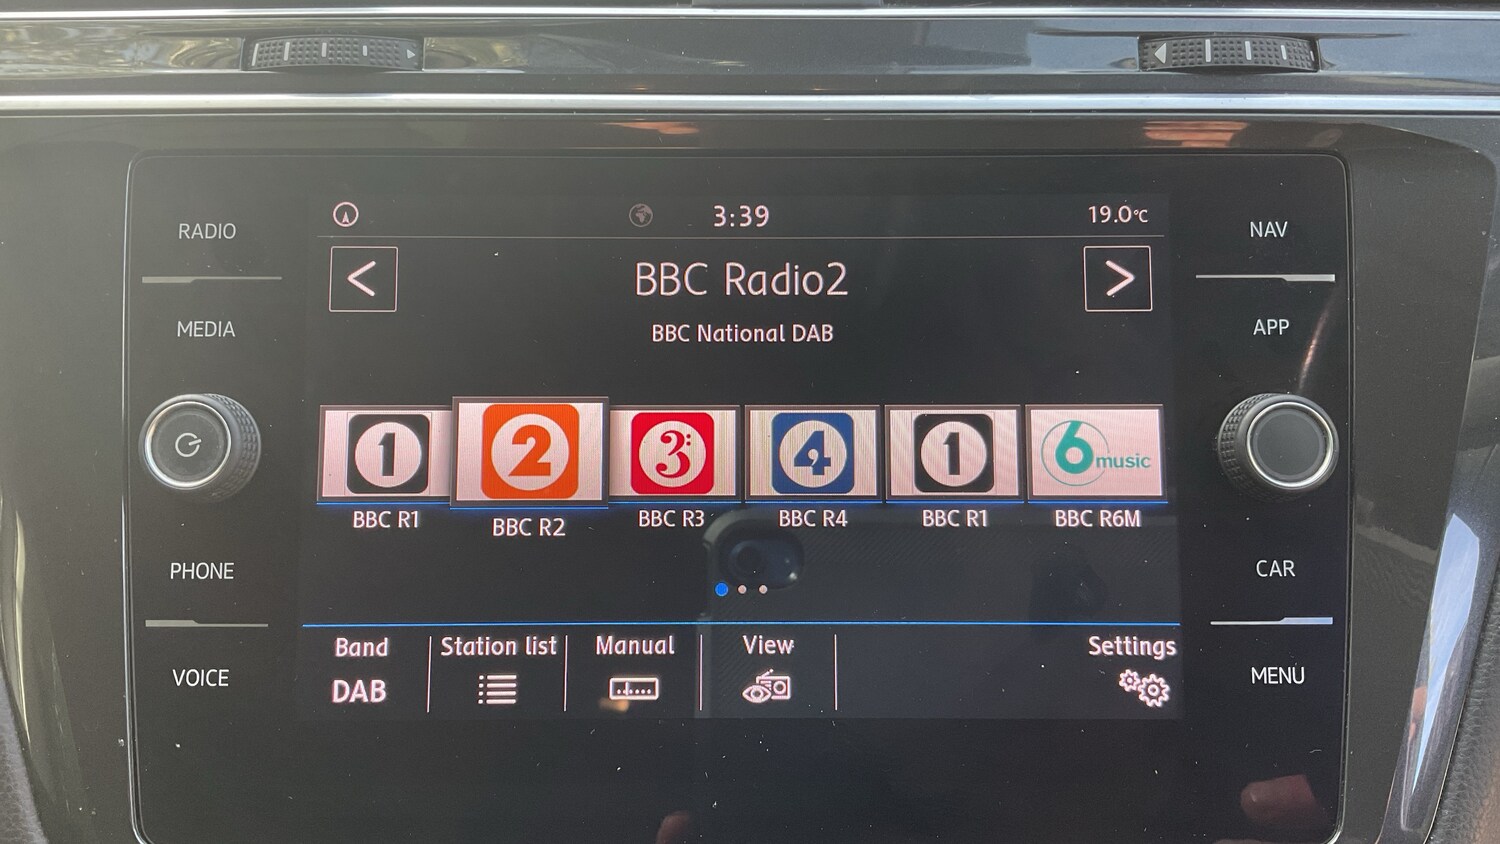 RADIO
MEDIA
PHONE
VOICE
3:39
19.0°C
<
BBC Radio2
>
BBC National DAB
1
2
3
4
1
6music
BBC R1
BBC R2
BBC R3
BBC R4
BBC R1
BBC R6M
Band
Station list
Manual
View
Settings
DAB
NAV
APP
CAR
MENU